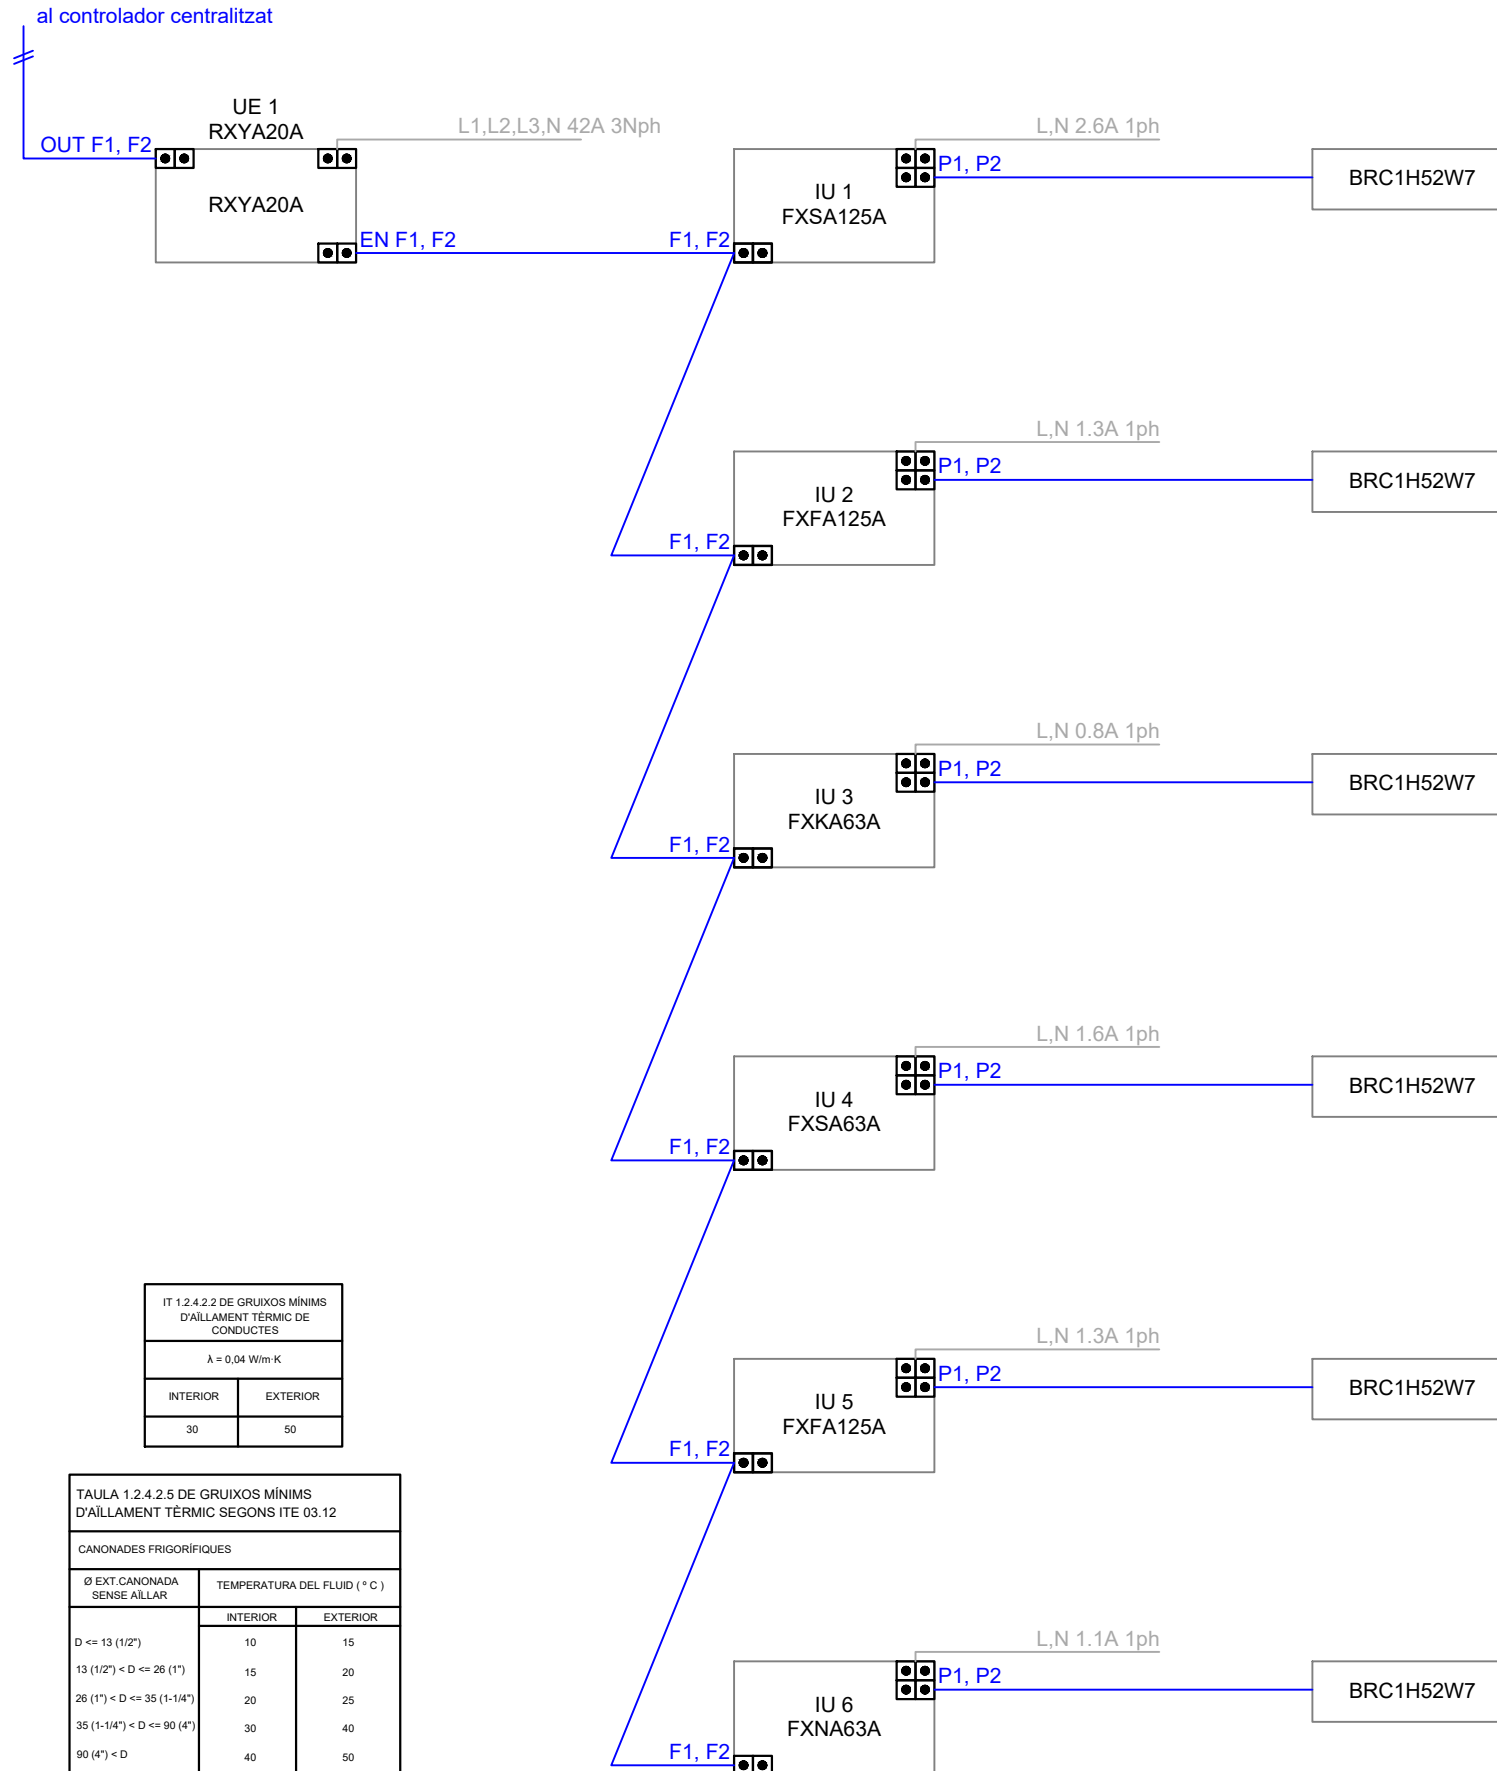 al controlador centralitzat
UE 1
RXYA20A
L1,L2,L3,N 42A 3Nph
OUT F1, F2
RXYA20A
EN F1, F2
F1, F2
L,N 2.6A 1ph
P1, P2
IU 1
FXSA125A
BRC1H52W7
L,N 1.3A 1ph
P1, P2
IU 2
FXFA125A
BRC1H52W7
F1, F2
L,N 0.8A 1ph
P1, P2
IU 3
FXKA63A
BRC1H52W7
F1, F2
L,N 1.6A 1ph
P1, P2
IU 4
FXSA63A
BRC1H52W7
F1, F2
L,N 1.3A 1ph
P1, P2
IU 5
FXFA125A
BRC1H52W7
F1, F2
L,N 1.1A 1ph
P1, P2
IU 6
FXNA63A
BRC1H52W7
F1, F2
IT 1.2.4.2.2 DE GRUIXOS MÍNIMS
D'AÏLLAMENT TÈRMIC DE
CONDUCTES
λ = 0,04 W/m·K
INTERIOR EXTERIOR
30 50
TAULA 1.2.4.2.5 DE GRUIXOS MÍNIMS
D'AÏLLAMENT TÈRMIC SEGONS ITE 03.12
CANONADES FRIGORÍFIQUES
Ø EXT.CANONADA
SENSE AÏLLAR
TEMPERATURA DEL FLUID ( º C )
INTERIOR EXTERIOR
D <= 13 (1/2") 10 15
13 (1/2") < D <= 26 (1") 15 20
26 (1") < D <= 35 (1-1/4") 20 25
35 (1-1/4") < D <= 90 (4") 30 40
90 (4") < D 40 50